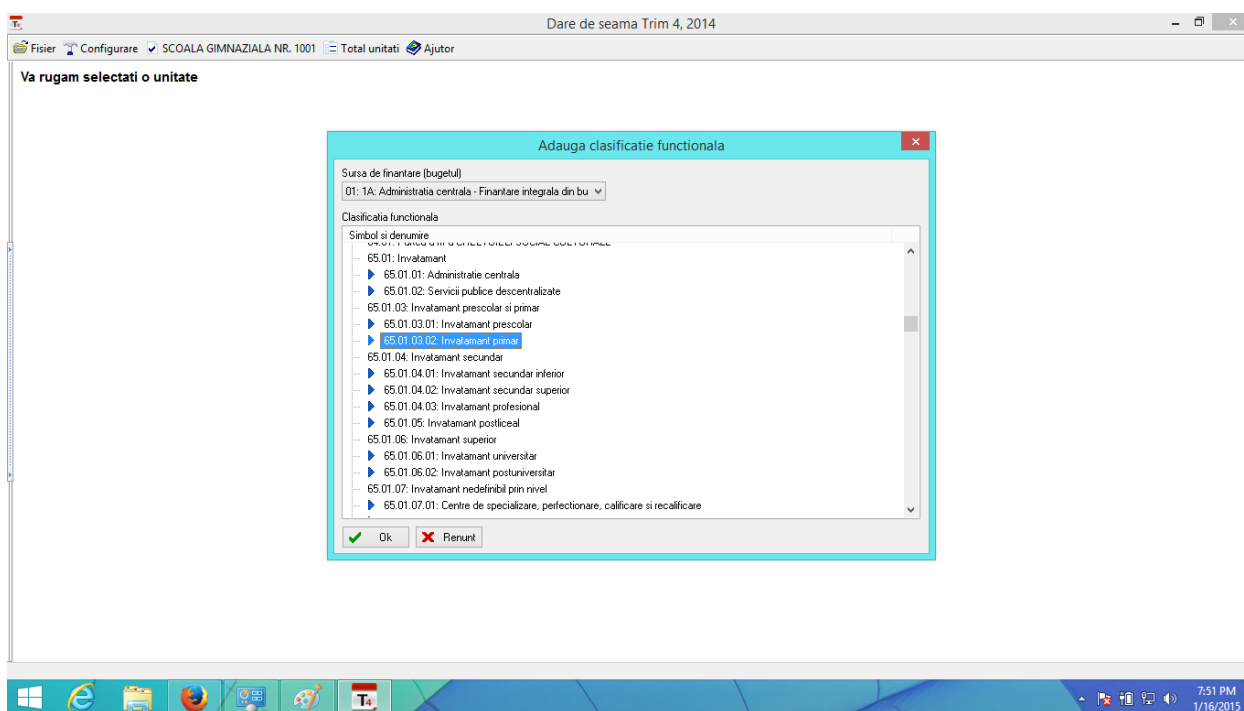 Dare de seama Trim 4, 2014
Fisier Configurare SCOALA GIMNAZIALA NR. 1001 Total unitati Ajutor
Va rugam selectati o unitate
Adauga clasificatie functionala
Sursa de finantare (bugetul)
01: 1A: Administratia centrala - Finantare integrala din bu
Clasificatia functionala
Simbol si denumire
65.01: Invatamant
65.01.01: Administratie centrala
65.01.02: Servicii publice descentralizate
65.01.03: Invatamant prescolar si primar
65.01.03.01: Invatamant prescolar
65.01.03.02: Invatamant primar
65.01.04: Invatamant secundar
65.01.04.01: Invatamant secundar inferior
65.01.04.02: Invatamant secundar superior
65.01.04.03: Invatamant profesional
65.01.05: Invatamant postliceal
65.01.06: Invatamant superior
65.01.06.01: Invatamant universitar
65.01.06.02: Invatamant postuniversitar
65.01.07: Invatamant nedefinibil prin nivel
65.01.07.01: Centre de specializare, perfectionare, calificare si recalificare
Ok Renunt
T4
7:51 PM
1/16/2015